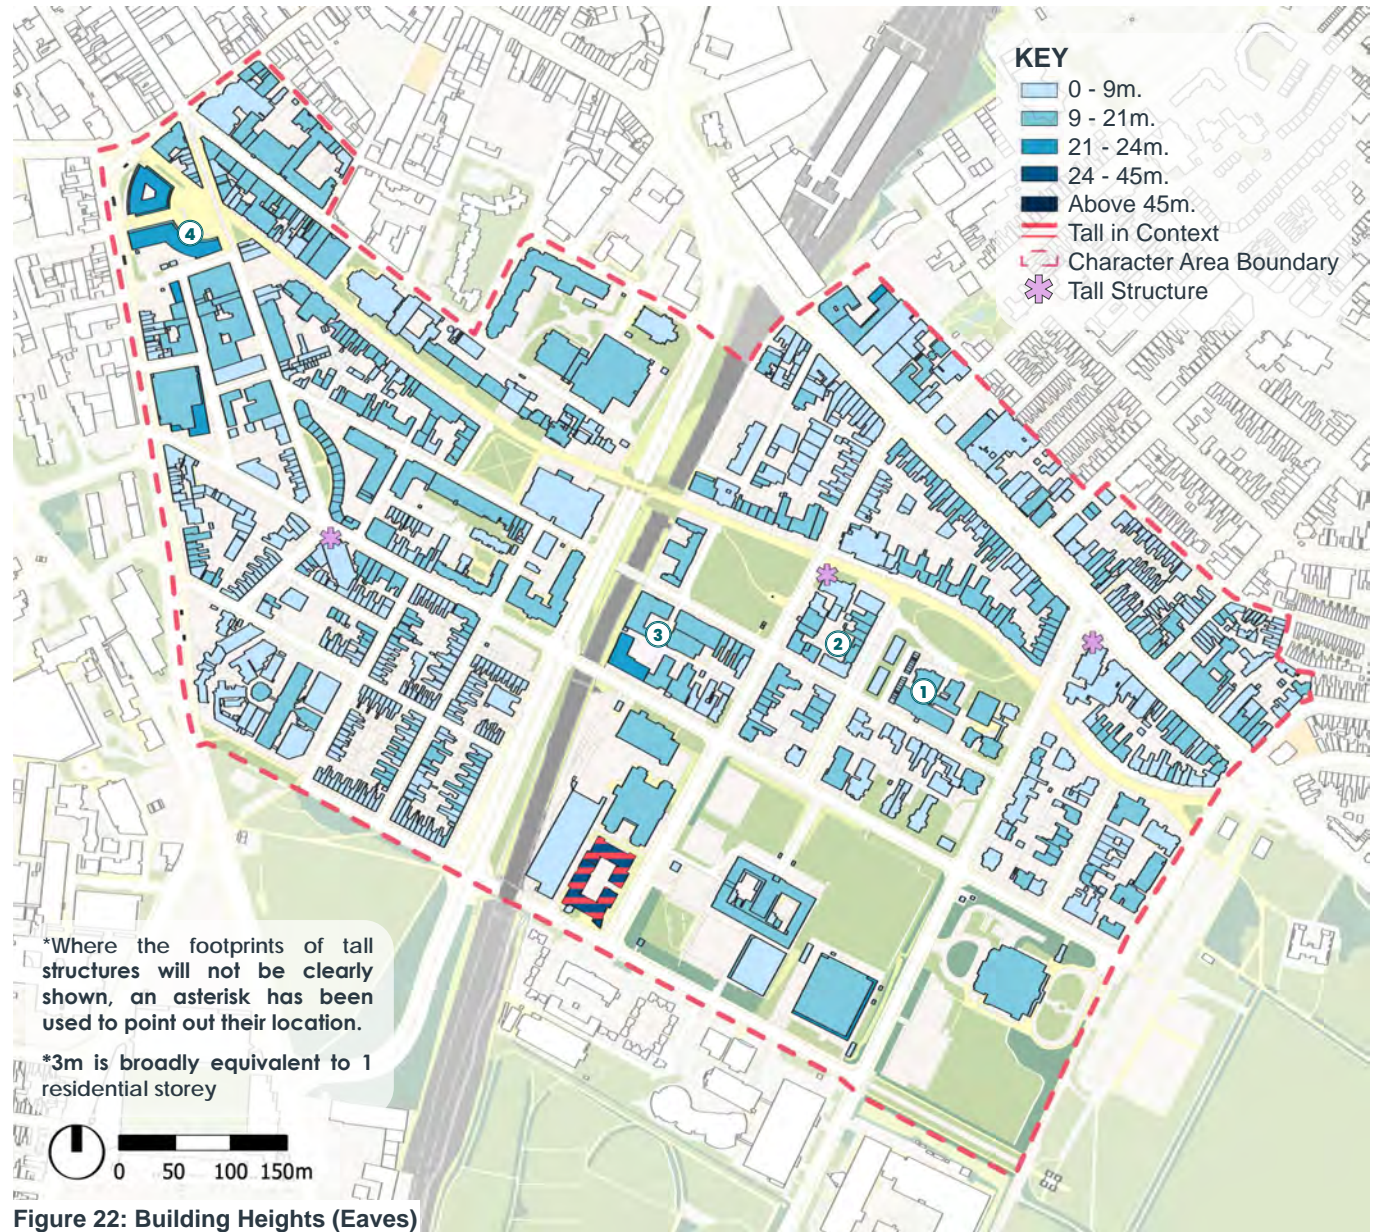 KEY
0 - 9m.
9 - 21m.
21 - 24m.
24 - 45m.
Above 45m.
Tall in Context
Character Area Boundary
Tall Structure
4
3
2
1
*Where the footprints of tall
structures will not be clearly
shown, an asterisk has been
used to point out their location.
*3m is broadly equivalent to 1
residential storey
0 50 100 150m
Figure 22: Building Heights (Eaves)